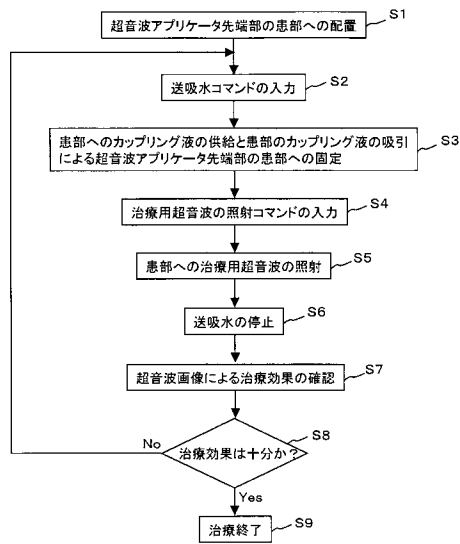 超音波アプリケータ先端部の患部への配置
S1
送吸水コマンドの入力
S2
患部へのカップリング液の供給と患部のカップリング液の吸引
による超音波アプリケータ先端部の患部への固定
S3
治療用超音波の照射コマンドの入力
S4
患部への治療用超音波の照射
S5
送吸水の停止
S6
超音波画像による治療効果の確認
S7
治療効果は十分か?
S8
No
Yes
治療終了
S9